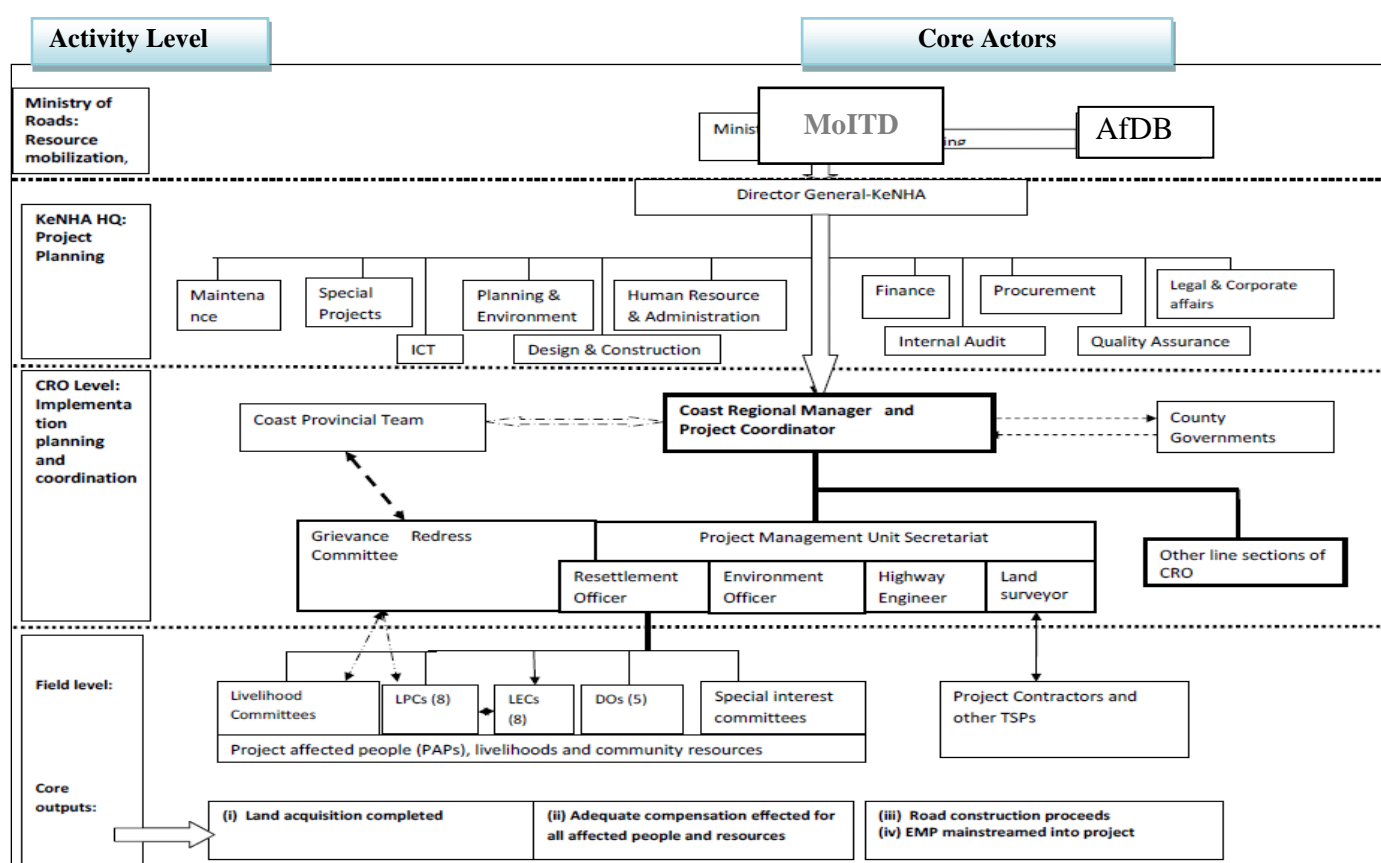 Activity Level
Core Actors
Ministry of
Roads:
Resource
mobilization,
MoITD
AfDB
Director General-KeNHA
KeNHA HQ:
Project
Planning
Maintena
nce
Special
Projects
Planning &
Environment
Human Resource
& Administration
Finance
Procurement
Legal & Corporate
affairs
ICT
Design & Construction
Internal Audit
Quality Assurance
CRO Level:
Implementa
tion
planning
and
coordination
Coast Provincial Team
Coast Regional Manager and
Project Coordinator
County
Governments
Grievance Redress
Committee
Project Management Unit Secretariat
Resettlement
Officer
Environment
Officer
Highway
Engineer
Land
surveyor
Other line sections of
CRO
Field level:
Livelihood
Committees
LPCs (8)
LECs
(8)
DOs (5)
Special interest
committees
Project Contractors and
other TSPs
Project affected people (PAPs), livelihoods and community resources
Core
outputs:
(i) Land acquisition completed
(ii) Adequate compensation effected for
all affected people and resources
(iii) Road construction proceeds
(iv) EMP mainstreamed into project